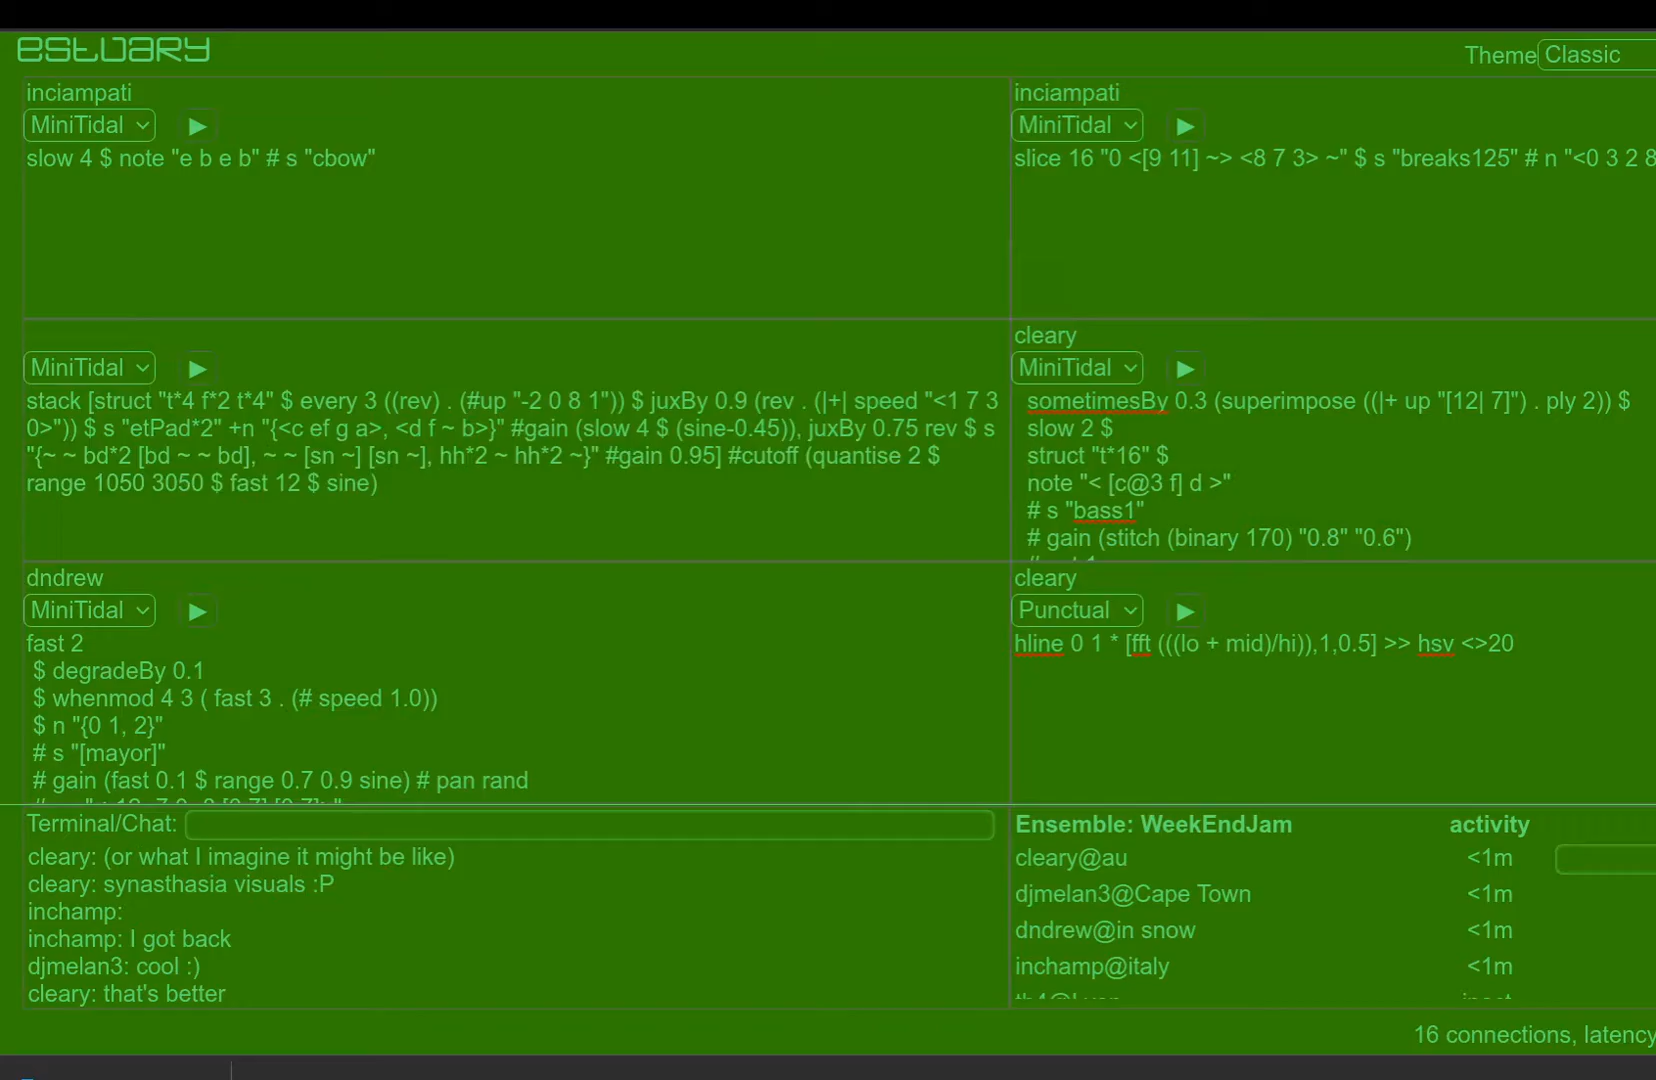 estuary
Theme Classic
inciampati
MiniTidal
slow 4 $ note "e b e b" # s "cbow"
inciampati
MiniTidal
slice 16 "0 <[9 11] ~> <8 7 3> ~" $ s "breaks125" # n "<0 3 2 8
MiniTidal
stack [struct "t*4 f*2 t*4" $ every 3 ((rev) . (#up "-2 0 8 1")) $ juxBy 0.9 (rev . (|+| speed "<1 7 3
0>")) $ s "etPad*2" +n "{<c ef g a>, <d f ~ b>}" #gain (slow 4 $ (sine-0.45)), juxBy 0.75 rev $ s
"{~ ~ bd*2 [bd ~ ~ bd], ~ ~ [sn ~] [sn ~], hh*2 ~ hh*2 ~}" #gain 0.95] #cutoff (quantise 2 $
range 1050 3050 $ fast 12 $ sine)
cleary
MiniTidal
sometimesBy 0.3 (superimpose ((|+ up "[12| 7]") . ply 2)) $
slow 2 $
struct "t*16" $
note "< [c@3 f] d >"
# s "bass1"
# gain (stitch (binary 170) "0.8" "0.6")
dndrew
MiniTidal
fast 2
$ degradeBy 0.1
$ whenmod 4 3 ( fast 3 . (# speed 1.0))
$ n "{0 1, 2}"
# s "[mayor]"
# gain (fast 0.1 $ range 0.7 0.9 sine) # pan rand
cleary
Punctual
hline 0 1 * [fft (((lo + mid)/hi)),1,0.5] >> hsv <>20
Terminal/Chat:
cleary: (or what I imagine it might be like)
cleary: synasthasia visuals :P
inchamp:
inchamp: I got back
djmelan3: cool :)
cleary: that's better
Ensemble: WeekEndJam activity
cleary@au <1m
djmelan3@Cape Town <1m
dndrew@in snow <1m
inchamp@italy <1m
16 connections, latency